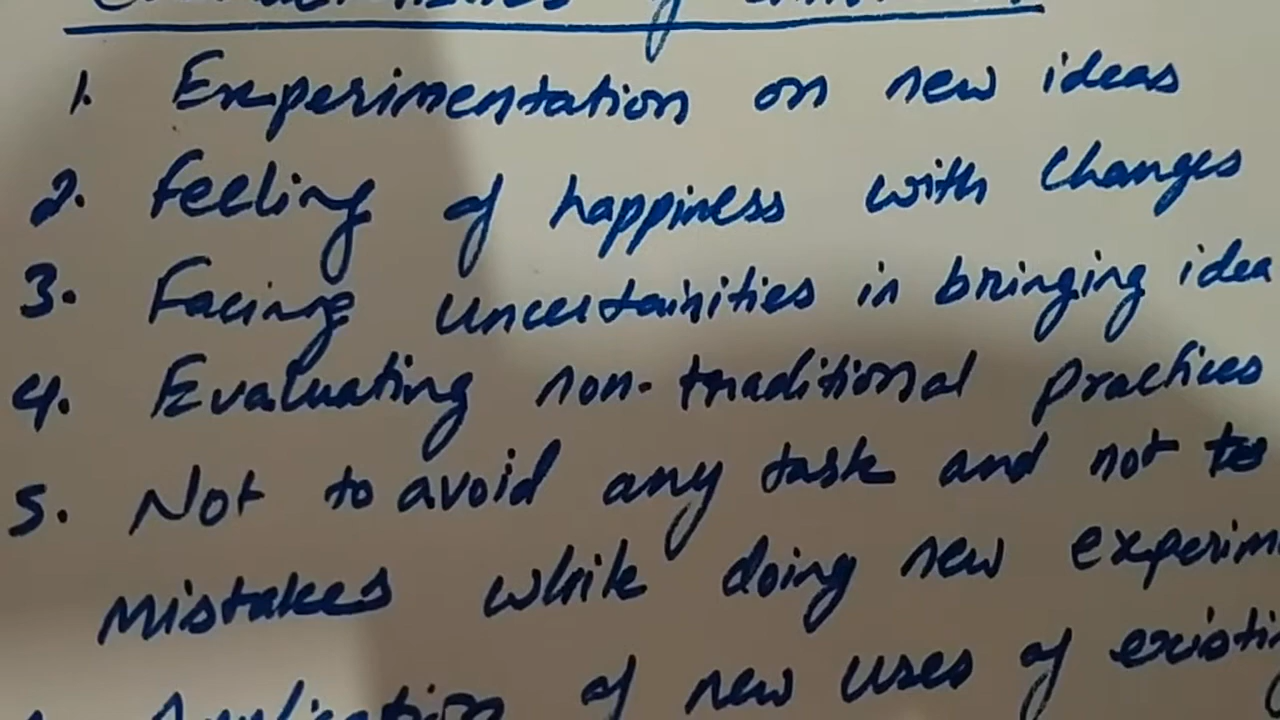 of
1. Experimentation on new ideas
2. Feeling of happiness with changes
3. Facing uncertainities in bringing idea
4. Evaluating non-traditional practices
5. Not to avoid any task and not to
Mistakes while doing new experim
Application of new uses of existi